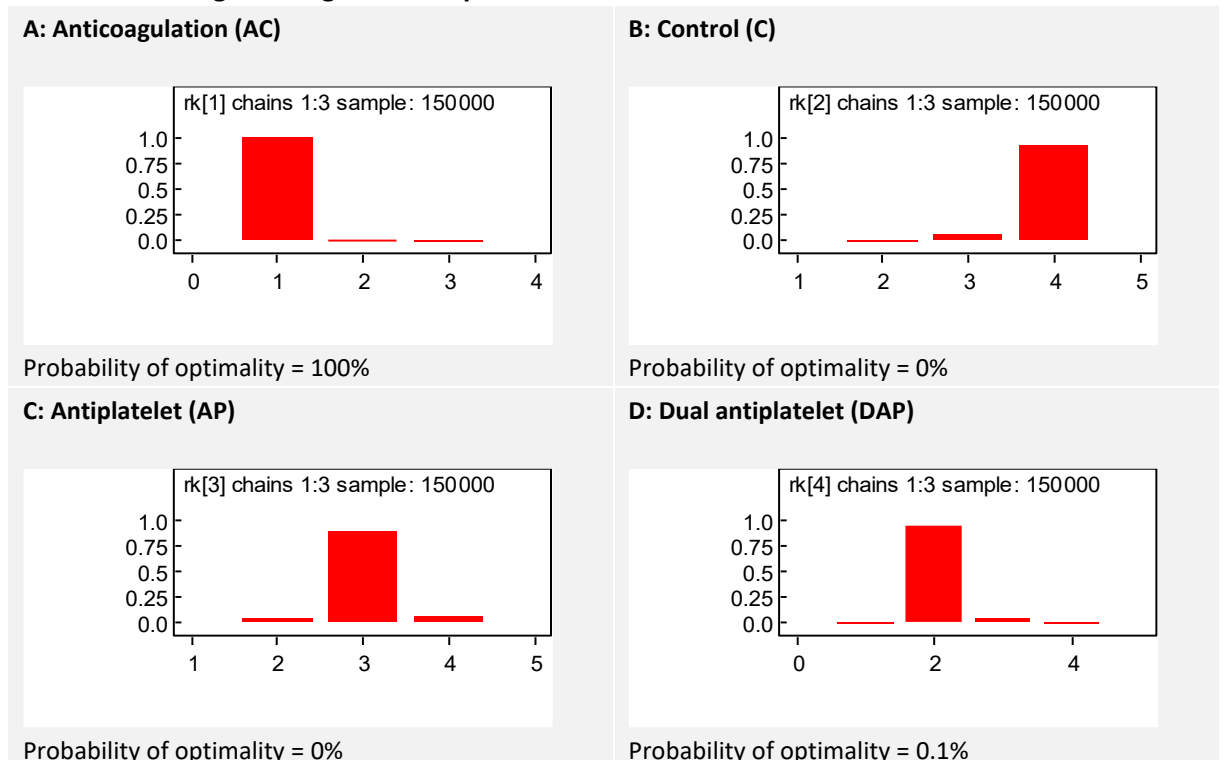 A: Anticoagulation (AC)
B: Control (C)
rk[1] chains 1:3 sample: 150000
1.0
0.75
0.5
0.25
0.0
0 1 2 3 4
rk[2] chains 1:3 sample: 150000
1.0
0.75
0.5
0.25
0.0
1 2 3 4 5
Probability of optimality = 100%
Probability of optimality = 0%
C: Antiplatelet (AP)
D: Dual antiplatelet (DAP)
rk[3] chains 1:3 sample: 150000
1.0
0.75
0.5
0.25
0.0
1 2 3 4 5
rk[4] chains 1:3 sample: 150000
1.0
0.75
0.5
0.25
0.0
0 2 4
Probability of optimality = 0%
Probability of optimality = 0.1%